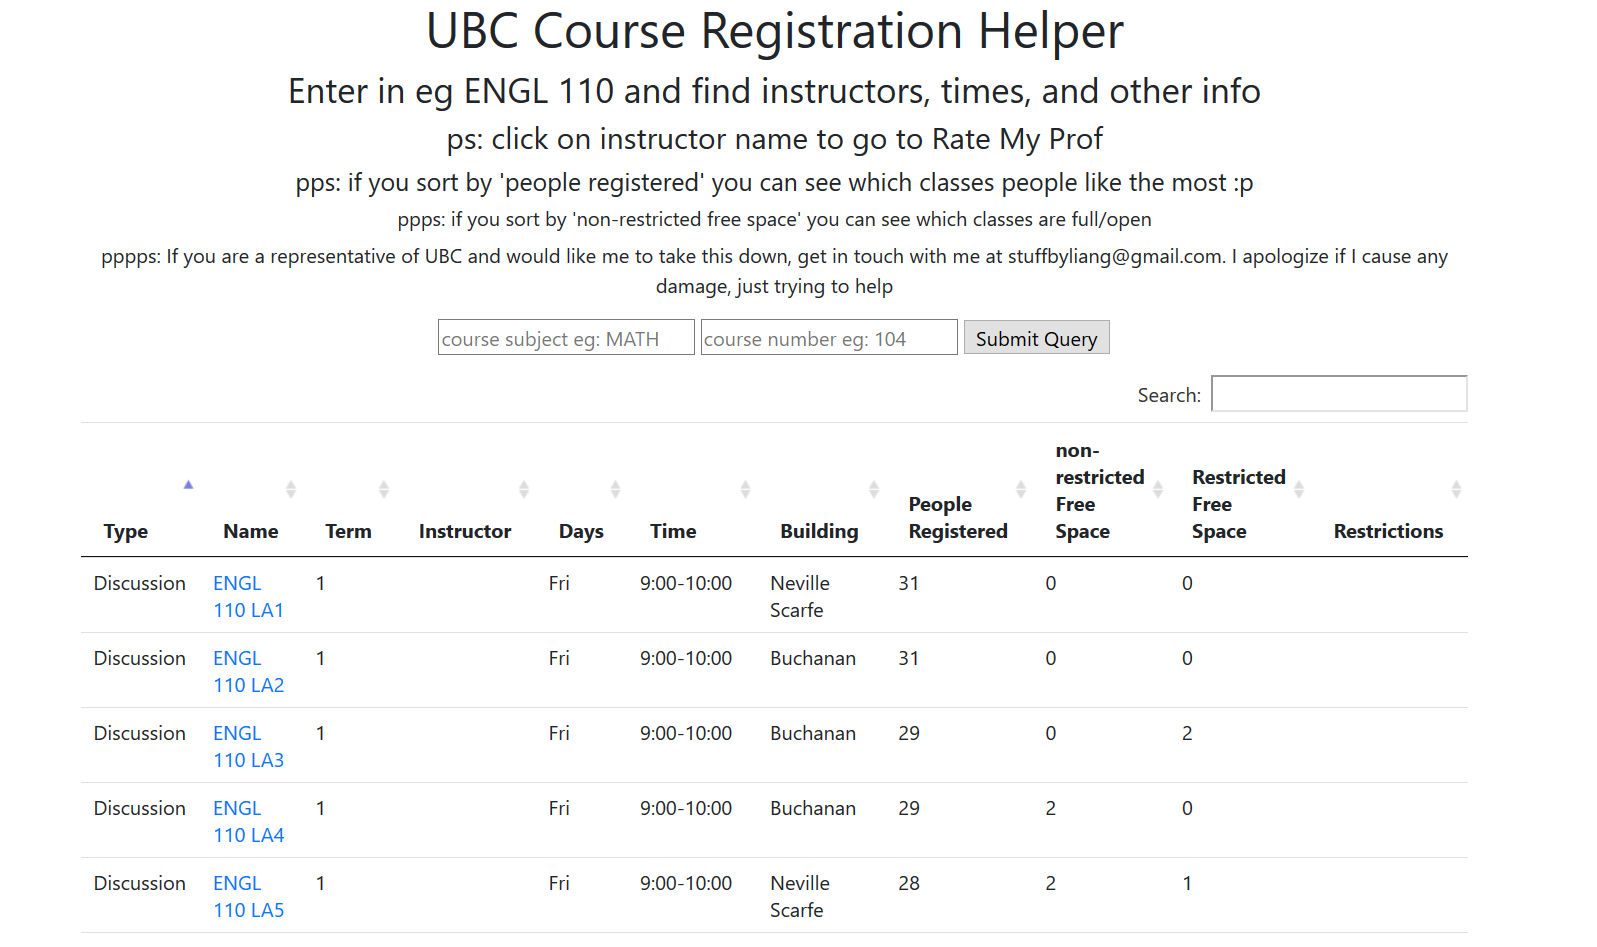 UBC Course Registration Helper
Enter in eg ENGL 110 and find instructors, times, and other info
ps: click on instructor name to go to Rate My Prof
pps: if you sort by 'people registered' you can see which classes people like the most :p
ppps: if you sort by 'non-restricted free space' you can see which classes are full/open
pppps: If you are a representative of UBC and would like me to take this down, get in touch with me at stuffbyliang@gmail.com. I apologize if I cause any
damage, just trying to help
course subject eg: MATH course number eg: 104 Submit Query
Search:
Type Name Term Instructor Days Time Building People Registered non-restricted Free Space Restricted Free Space Restrictions
Discussion ENGL 1 Fri 9:00-10:00 Neville 31 0 0
110 LA1 Scarfe
Discussion ENGL 1 Fri 9:00-10:00 Buchanan 31 0 0
110 LA2
Discussion ENGL 1 Fri 9:00-10:00 Buchanan 29 0 2
110 LA3
Discussion ENGL 1 Fri 9:00-10:00 Buchanan 29 2 0
110 LA4
Discussion ENGL 1 Fri 9:00-10:00 Neville 28 2 1
110 LA5 Scarfe